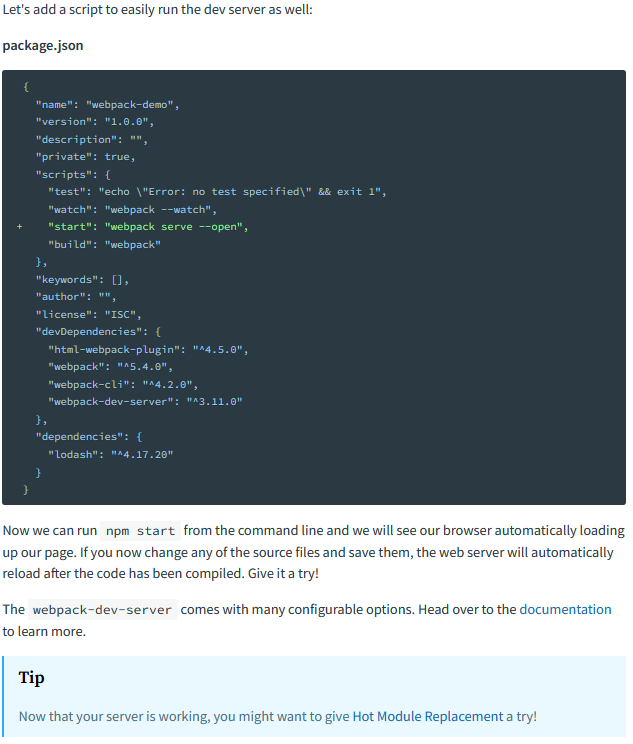 Let's add a script to easily run the dev server as well:
package.json
{
  "name": "webpack-demo",
  "version": "1.0.0",
  "description": "",
  "private": true,
  "scripts": {
    "test": "echo \"Error: no test specified\" && exit 1",
    "watch": "webpack --watch",
+    "start": "webpack serve --open",
    "build": "webpack"
  },
  "keywords": [],
  "author": "",
  "license": "ISC",
  "devDependencies": {
    "html-webpack-plugin": "^4.5.0",
    "webpack": "^5.4.0",
    "webpack-cli": "^4.2.0",
    "webpack-dev-server": "^3.11.0"
  },
  "dependencies": {
    "lodash": "^4.17.20"
  }
}
Now we can run npm start from the command line and we will see our browser automatically loading
up our page. If you now change any of the source files and save them, the web server will automatically
reload after the code has been compiled. Give it a try!
The webpack-dev-server comes with many configurable options. Head over to the documentation
to learn more.
Tip
Now that your server is working, you might want to give Hot Module Replacement a try!